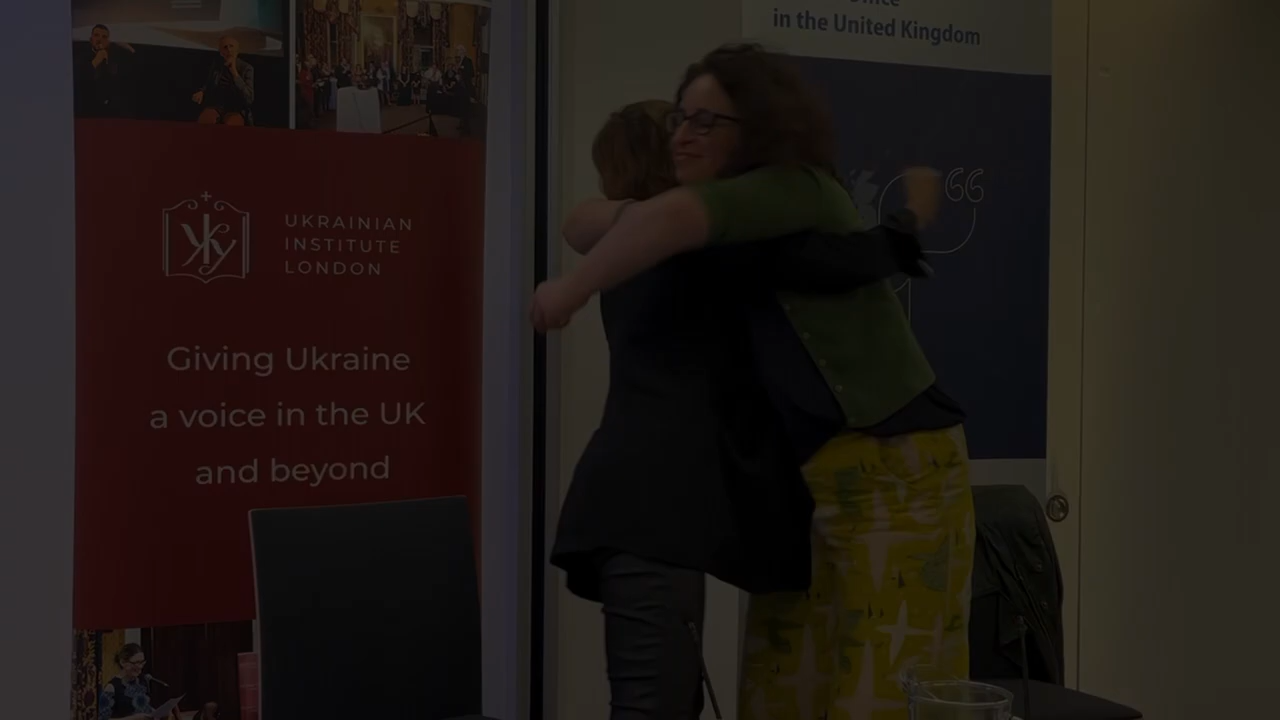 in the United Kingdom
UKRAINIAN
INSTITUTE
LONDON
Giving Ukraine
a voice in the UK
and beyond